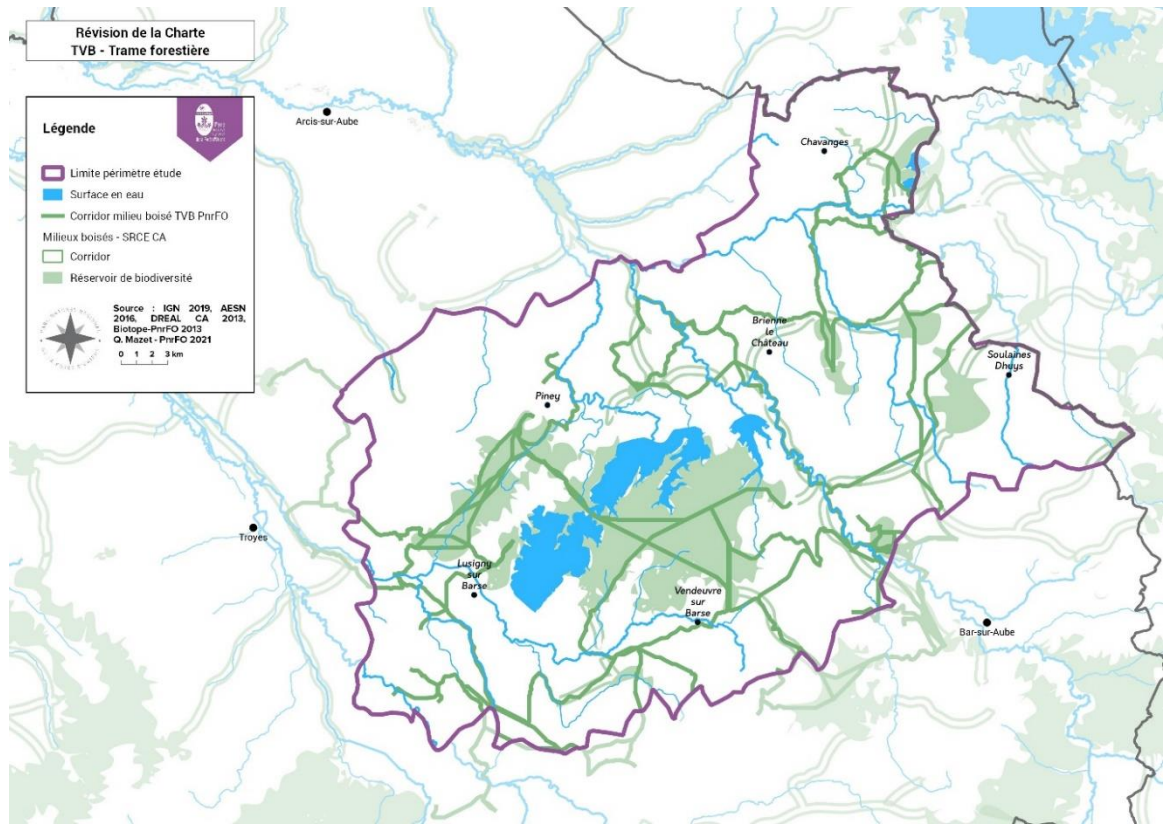 Révision de la Charte
TVB - Trame forestière
Légende
Limite périmètre étude
Surface en eau
Corridor milieu boisé TVB PnrFO
Milieux boisés - SRCE CA
Corridor
Réservoir de biodiversité
Source : IGN 2019, AESN
2016, DREAL CA 2013,
Biotope-PnrFO 2013
Q. Mazet - PnrFO 2021
0 1 2 3 km
Arcis-sur-Aube
Chavanges
Brienne
le
Château
Soulaines
Dhuys
Piney
Troyes
Lusigny
sur
Barse
Vendeuvre
sur
Barse
Bar-sur-Aube